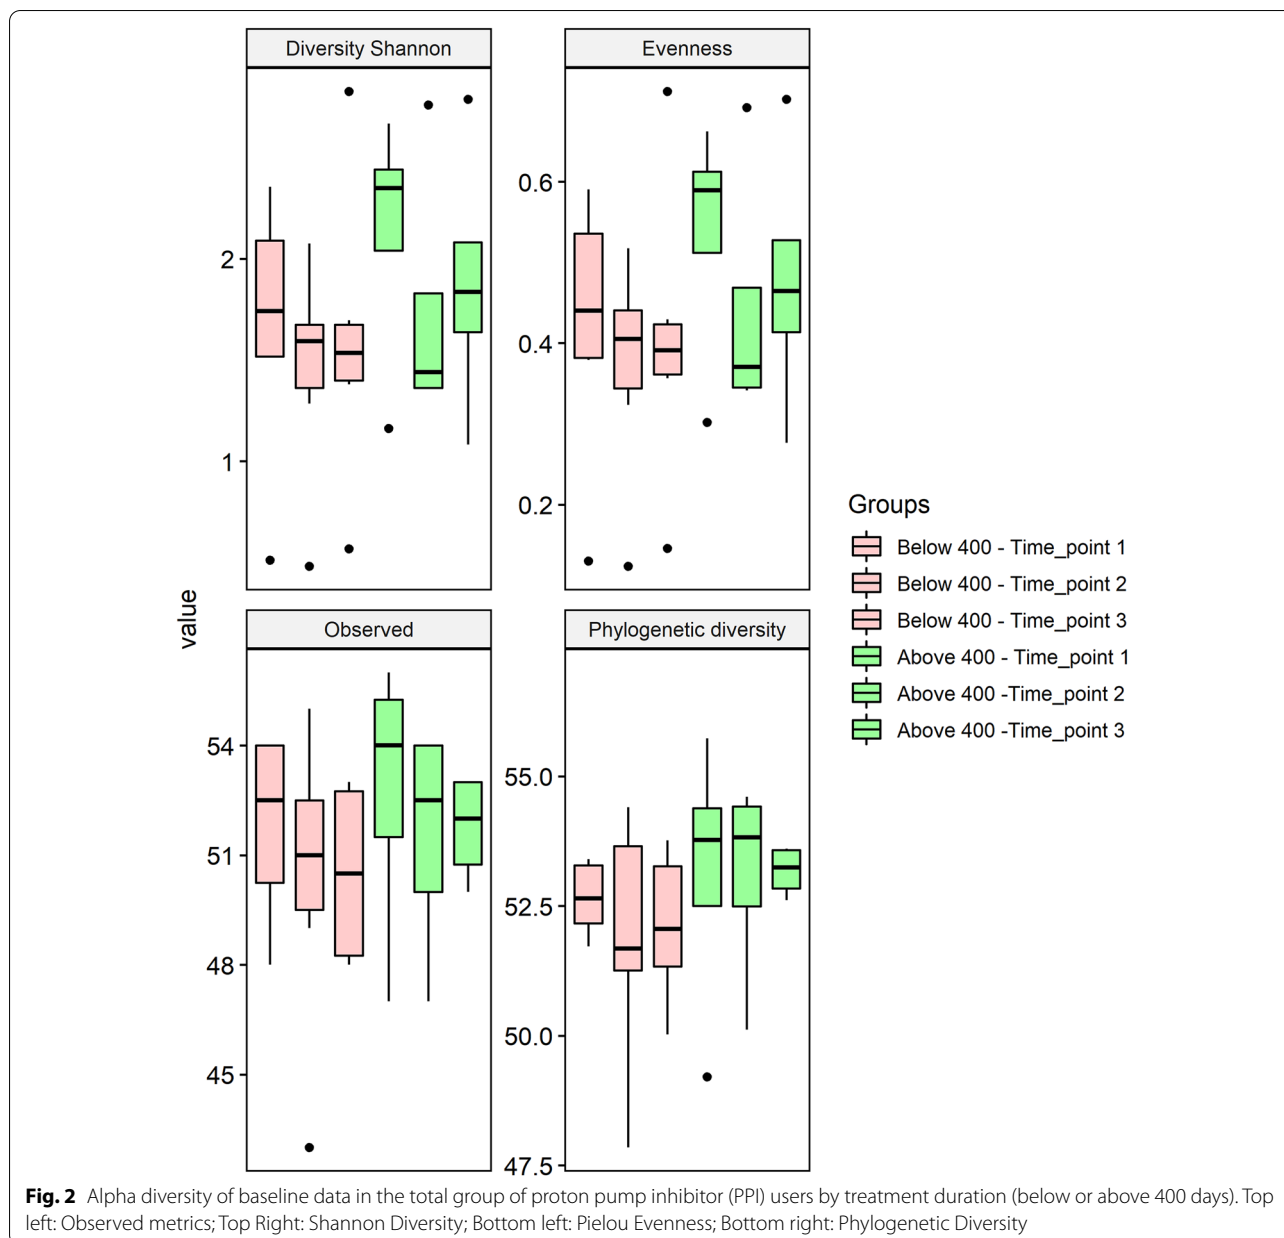 Diversity Shannon
Evenness
2
1
0.6
0.4
0.2
value
Observed
Phylogenetic diversity
54
51
48
45
55.0
52.5
50.0
47.5
Groups
Below 400 - Time_point 1
Below 400 - Time_point 2
Below 400 - Time_point 3
Above 400 - Time_point 1
Above 400 -Time_point 2
Above 400 -Time_point 3
Fig. 2 Alpha diversity of baseline data in the total group of proton pump inhibitor (PPI) users by treatment duration (below or above 400 days). Top
left: Observed metrics; Top Right: Shannon Diversity; Bottom left: Pielou Evenness; Bottom right: Phylogenetic Diversity